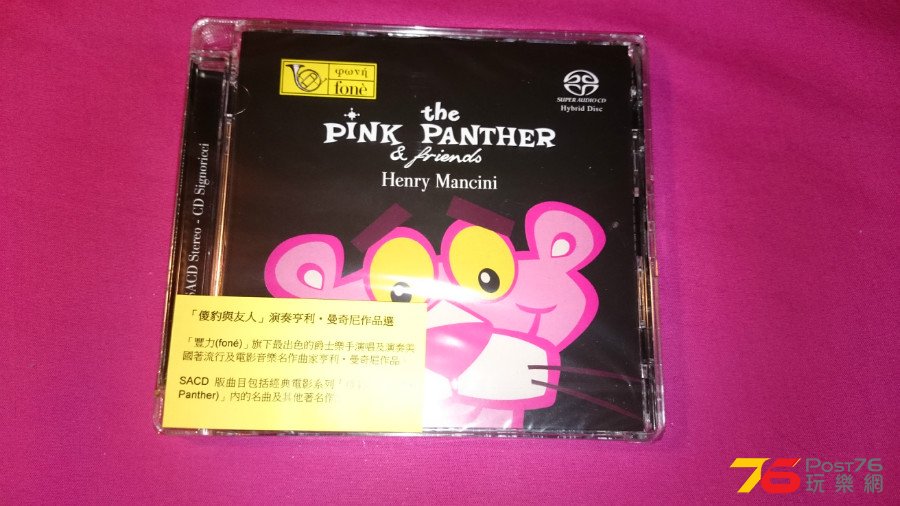 φωνή
fonè
SUPER AUDIO CD
Hybrid Disc
the
PINK PANTHER
& friends
Henry Mancini
SACD Stereo - CD Signoricci
「傻豹與友人」演奏亨利・曼奇尼作品選
「豐力(foné)」旗下最出色的爵士樂手演唱及演奏美
國著流行及電影音樂名作曲家亨利・曼奇尼作品
SACD 版曲目包括經典電影系列「
Panther)」內的名曲及其他著名作
76 POST76
玩樂網